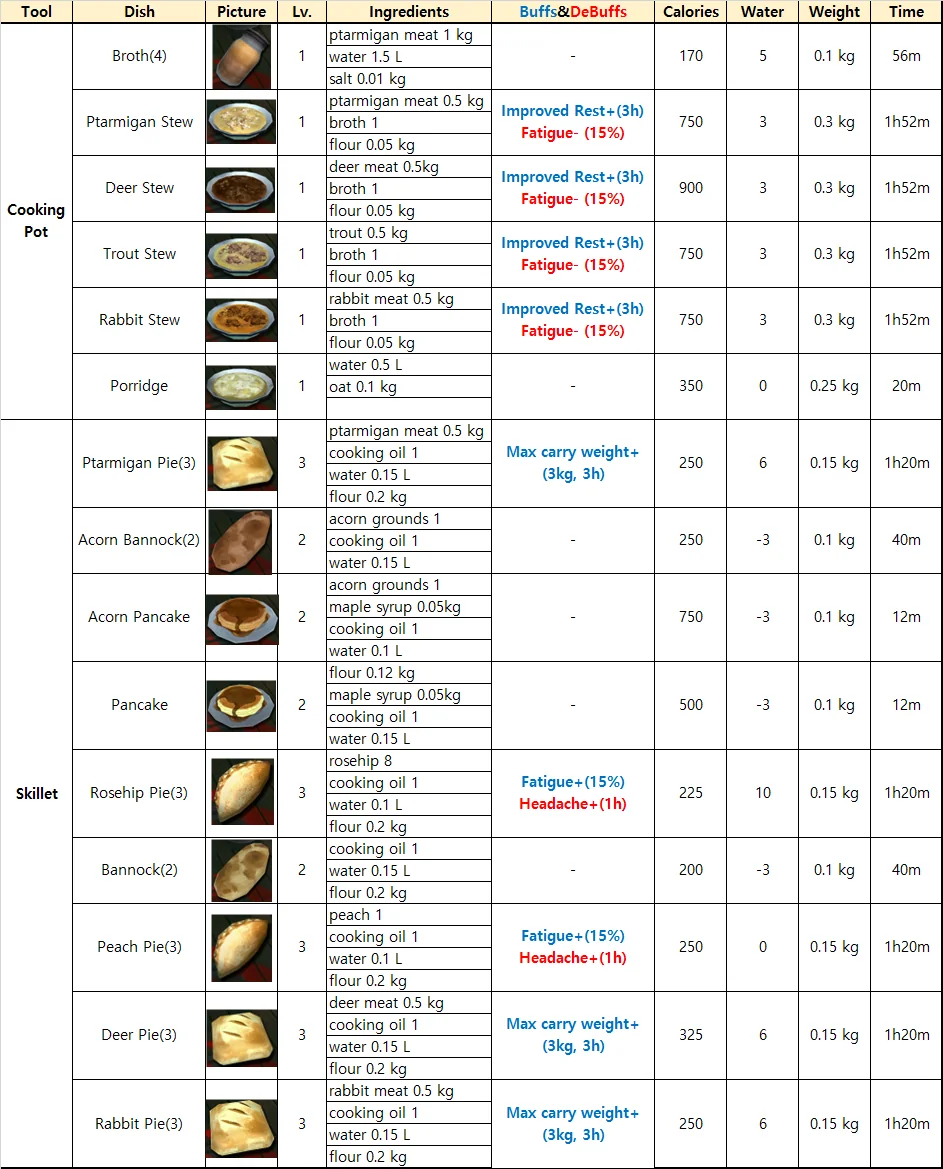 Tool Dish Picture Lv. Ingredients Buffs&DeBuffs Calories Water Weight Time
Cooking Pot
Broth(4) 1 - 170 5 0.1 kg 56m
ptarmigan meat 1 kg
water 1.5 L
salt 0.01 kg
Ptarmigan Stew 1 750 3 0.3 kg 1h52m
ptarmigan meat 0.5 kg
broth 1
flour 0.05 kg
Improved Rest+(3h)
Fatigue- (15%)
Deer Stew 1 900 3 0.3 kg 1h52m
deer meat 0.5kg
broth 1
flour 0.05 kg
Improved Rest+(3h)
Fatigue- (15%)
Trout Stew 1 750 3 0.3 kg 1h52m
trout 0.5 kg
broth 1
flour 0.05 kg
Improved Rest+(3h)
Fatigue- (15%)
Rabbit Stew 1 750 3 0.3 kg 1h52m
rabbit meat 0.5 kg
broth 1
flour 0.05 kg
Improved Rest+(3h)
Fatigue- (15%)
Porridge 1 - 350 0 0.25 kg 20m
water 0.5 L
oat 0.1 kg
Skillet
Ptarmigan Pie(3) 3 250 6 0.15 kg 1h20m
ptarmigan meat 0.5 kg
cooking oil 1
water 0.15 L
flour 0.2 kg
Max carry weight+
(3kg, 3h)
Acorn Bannock(2) 2 - 250 -3 0.1 kg 40m
acorn grounds 1
cooking oil 1
water 0.15 L
Acorn Pancake 2 - 750 -3 0.1 kg 12m
acorn grounds 1
maple syrup 0.05kg
cooking oil 1
water 0.1 L
Pancake 2 - 500 -3 0.1 kg 12m
flour 0.12 kg
maple syrup 0.05kg
cooking oil 1
water 0.15 L
Rosehip Pie(3) 3 225 10 0.15 kg 1h20m
rosehip 8
cooking oil 1
water 0.1 L
flour 0.2 kg
Fatigue+(15%)
Headache+(1h)
Bannock(2) 2 - 200 -3 0.1 kg 40m
cooking oil 1
water 0.15 L
flour 0.2 kg
Peach Pie(3) 3 250 0 0.15 kg 1h20m
peach 1
cooking oil 1
water 0.1 L
flour 0.2 kg
Fatigue+(15%)
Headache+(1h)
Deer Pie(3) 3 325 6 0.15 kg 1h20m
deer meat 0.5 kg
cooking oil 1
water 0.15 L
flour 0.2 kg
Max carry weight+
(3kg, 3h)
Rabbit Pie(3) 3 250 6 0.15 kg 1h20m
rabbit meat 0.5 kg
cooking oil 1
water 0.15 L
flour 0.2 kg
Max carry weight+
(3kg, 3h)